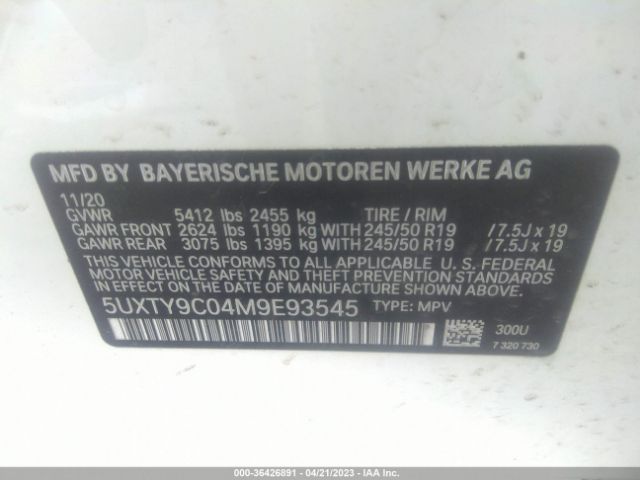 MFD BY BAYERISCHE MOTOREN WERKE AG
11/20
GVWR 5412 lbs 2455 kg TIRE / RIM
GAWR FRONT 2624 lbs 1190 kg WITH 245/50 R19 /7.5J x 19
GAWR REAR 3075 lbs 1395 kg WITH 245/50 R19 /7.5J x 19
THIS VEHICLE CONFORMS TO ALL APPLICABLE U. S. FEDERAL
MOTOR VEHICLE SAFETY AND THEFT PREVENTION STANDARDS
IN EFFECT ON THE DATE OF MANUFACTURE SHOWN ABOVE.
5UXTY9C04M9E93545 TYPE: MPV
300U
7 320 730
000-36426891 - 04/21/2023 - IAA Inc.